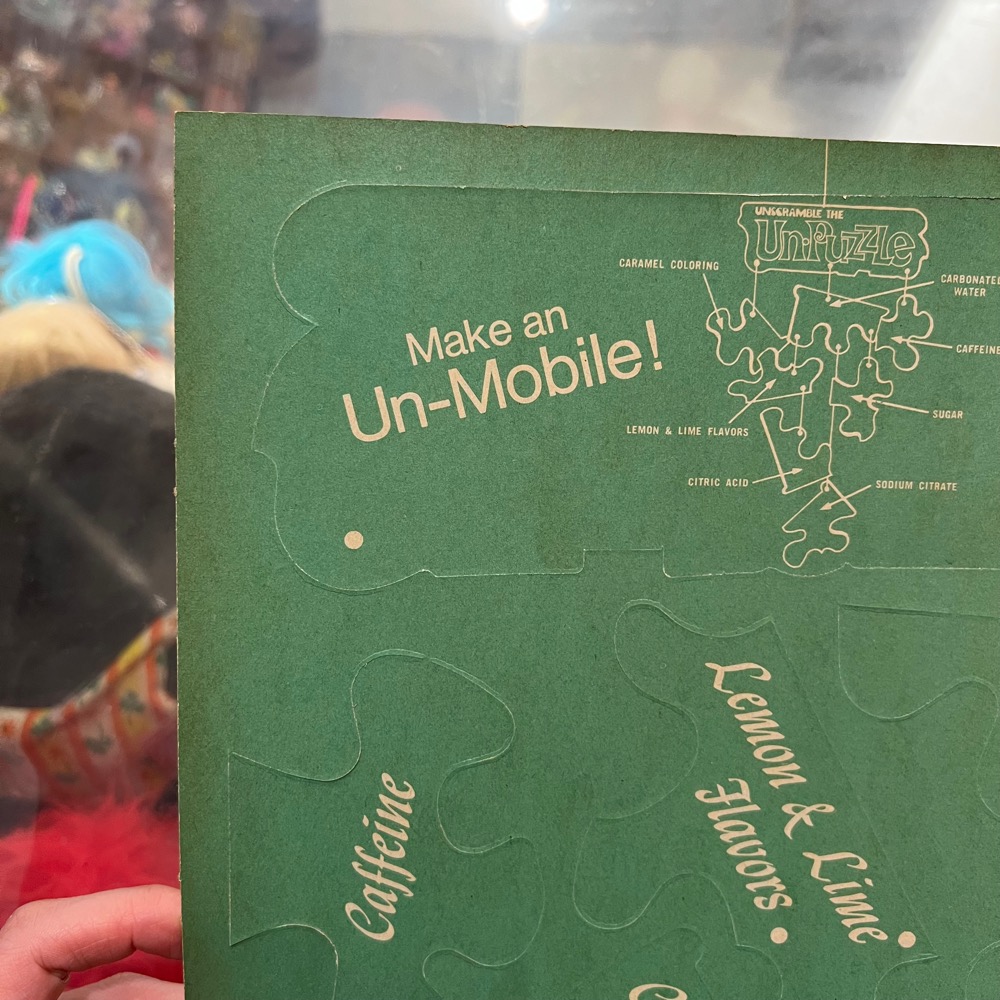 UNSCRAMBLE THE
Un·Puzzle
CARAMEL COLORING
CARBONATED
WATER
Make an
Un-Mobile!
CAFFEINE
SUGAR
LEMON & LIME FLAVORS
CITRIC ACID
SODIUM CITRATE
Lemon & Lime
Flavors
Caffeine